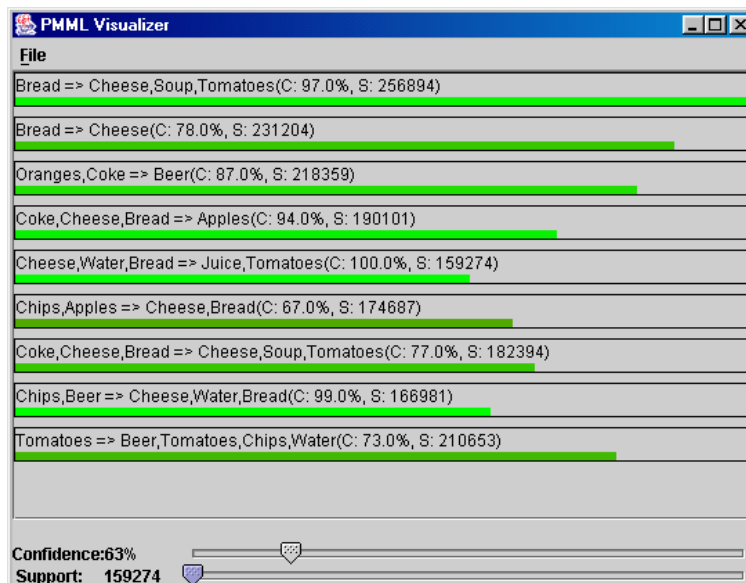 PMML Visualizer
File
Bread => Cheese,Soup,Tomatoes(C: 97.0%, S: 256894)
Bread => Cheese(C: 78.0%, S: 231204)
Oranges,Coke => Beer(C: 87.0%, S: 218359)
Coke,Cheese,Bread => Apples(C: 94.0%, S: 190101)
Cheese,Water,Bread => Juice,Tomatoes(C: 100.0%, S: 159274)
Chips,Apples => Cheese,Bread(C: 67.0%, S: 174687)
Coke,Cheese,Bread => Cheese,Soup,Tomatoes(C: 77.0%, S: 182394)
Chips,Beer => Cheese,Water,Bread(C: 99.0%, S: 166981)
Tomatoes => Beer,Tomatoes,Chips,Water(C: 73.0%, S: 210653)
Confidence:63%
Support: 159274